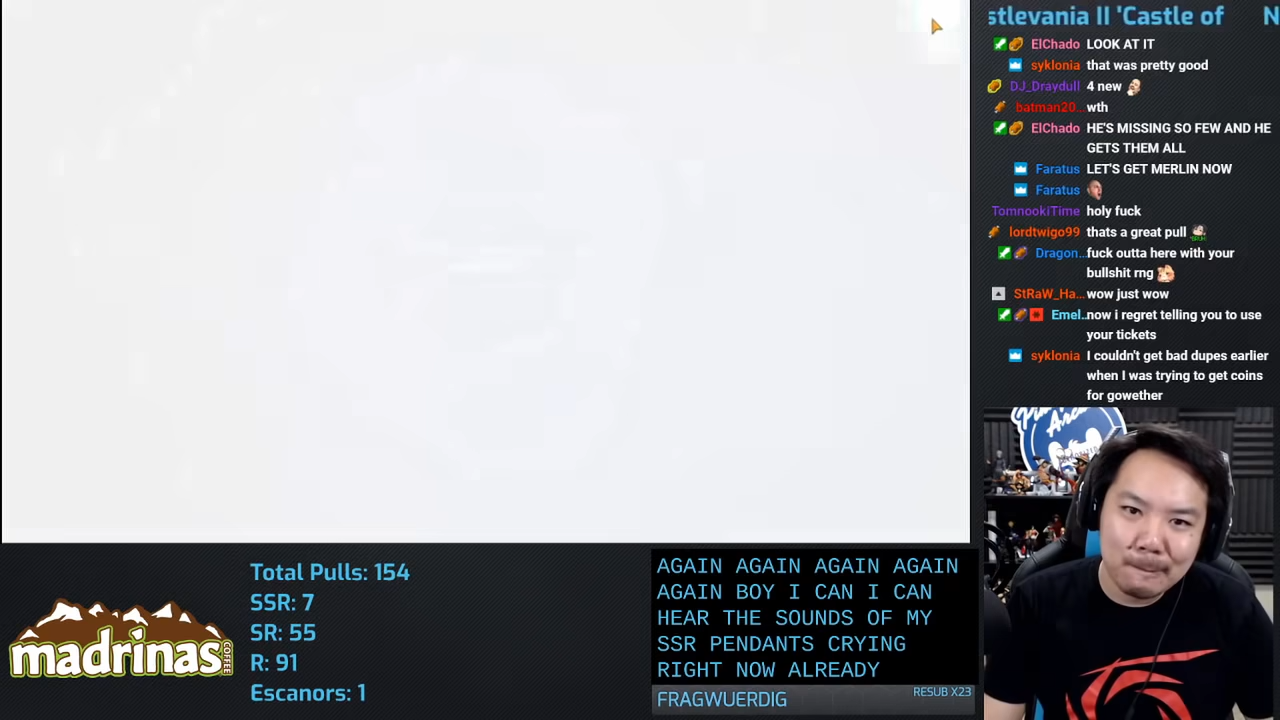 stlevania II 'Castle of N
ElChado LOOK AT IT
syklonia that was pretty good
DJ_Draydull 4 new
batman20... wth
ElChado HE'S MISSING SO FEW AND HE
GETS THEM ALL
Faratus LET'S GET MERLIN NOW
Faratus
TomnookiTime holy fuck
lordtwigo99 thats a great pull
Dragon... fuck outta here with your
bullshit rng
StRaW_Ha... wow just wow
Emel... now i regret telling you to use
your tickets
syklonia I couldn't get bad dupes earlier
when I was trying to get coins
for gowether
madrinas COFFEE
Total Pulls: 154
SSR: 7
SR: 55
R: 91
Escanors: 1
AGAIN AGAIN AGAIN AGAIN
AGAIN BOY I CAN I CAN
HEAR THE SOUNDS OF MY
SSR PENDANTS CRYING
RIGHT NOW ALREADY
FRAGWUERDIG RESUB X23